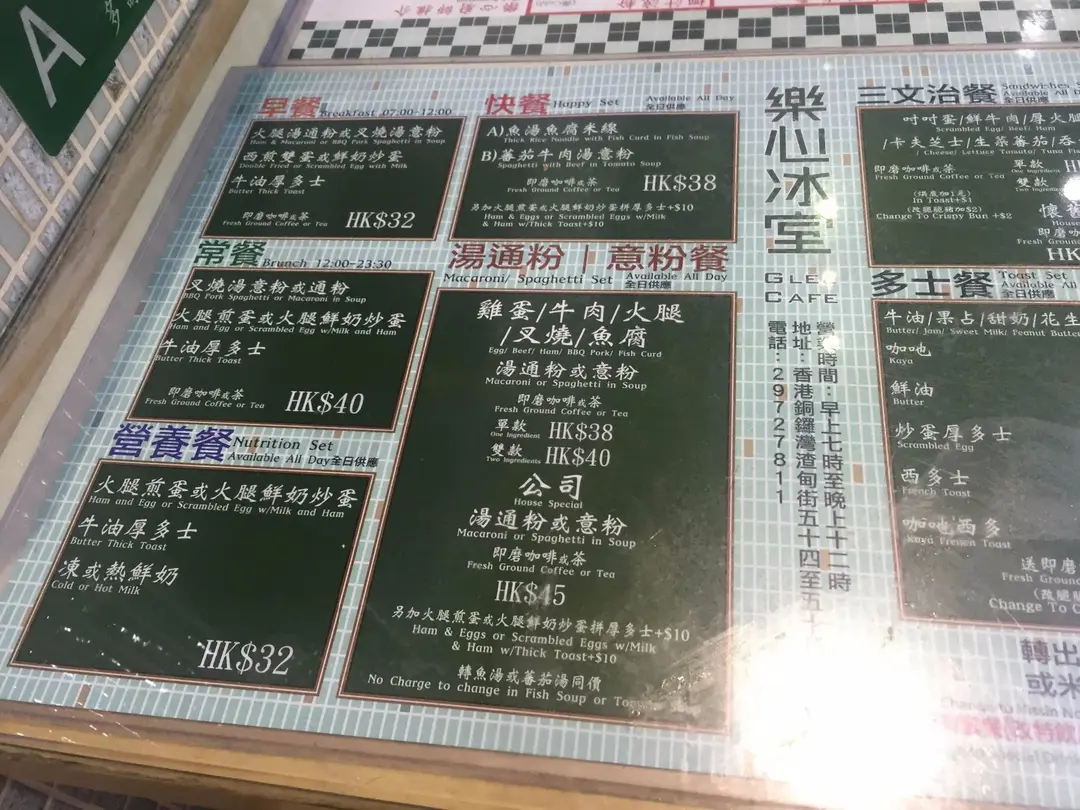 A
早餐 Breakfast 07:00-12:00
火腿湯通粉或叉燒湯意粉
Ham & Macaroni or BBQ Pork Spaghetti in Soup
西煎雙蛋或鮮奶炒蛋
Double Fried or Scrambled Egg with Milk
牛油厚多士
Butter Thick Toast
即磨咖啡或茶
Fresh Ground Coffee or Tea
HK$32
常餐 Brunch 12:00-23:30
叉燒湯意粉或通粉
BBQ Pork Spaghetti or Macaroni in Soup
火腿煎蛋或火腿鮮奶炒蛋
Ham and Egg or Scrambled Egg w/Milk and Ham
牛油厚多士
Butter Thick Toast
即磨咖啡或茶
Fresh Ground Coffee or Tea
HK$40
營養餐 Nutrition Set
Available All Day全日供應
火腿煎蛋或火腿鮮奶炒蛋
Ham and Egg or Scrambled Egg w/Milk and Ham
牛油厚多士
Butter Thick Toast
凍或熱鮮奶
Cold or Hot Milk
HK$32
快餐 Happy Set
Available All Day
全日供應
A)魚湯魚腐米線
Thick Rice Noodle with Fish Curd in Fish Soup
B)蕃茄牛肉湯意粉
Spaghetti with Beef in Tomato Soup
即磨咖啡或茶
Fresh Ground Coffee or Tea
HK$38
另加火腿煎蛋或火腿鮮奶炒蛋拼厚多士+$10
Ham & Eggs or Scrambled Eggs w/Milk
& Ham w/Thick Toast+$10
湯通粉|意粉餐
Macaroni/ Spaghetti Set
Available All Day
全日供應
雞蛋/牛肉/火腿
/叉燒/魚腐
Egg/ Beef/ Ham/ BBQ Pork/ Fish Curd
湯通粉或意粉
Macaroni or Spaghetti in Soup
即磨咖啡或茶
Fresh Ground Coffee or Tea
單款 One Ingredient HK$38
雙款 Two Ingredients HK$40
公司
House Special
湯通粉或意粉
Macaroni or Spaghetti in Soup
即磨咖啡或茶
Fresh Ground Coffee or Tea
HK$45
另加火腿煎蛋或火腿鮮奶炒蛋拼厚多士+$10
Ham & Eggs or Scrambled Eggs w/Milk
& Ham w/Thick Toast+$10
轉魚湯或蕃茄湯同價
No Charge to change in Fish Soup or
樂心冰室
CAFE
營業時間:早上七時至晚上十二時
地址:香港銅鑼灣渣甸街五十四至五十
電話:29727811
三文治餐
Available All Day
全日供應
吋吋蛋/鮮牛肉/厚火腿
Scrambled Egg/ Beef/ Ham
/卡夫芝士/生菜蕃茄/吞
/ Cheese/ Lettuce Tomato/ Tuna
即磨咖啡或茶
Fresh Ground Coffee or Tea
單款
雙款
(烘底加1元)
In Toast+$1
(改脆脆豬加$2)
Change To Crispy Bun +$2
懷舊
House
即磨
Fresh Ground
HK
多士餐 Toast Set
Available All
全日供應
牛油/果占/甜奶/花生
Butter/ Jam/ Sweet Milk/ Peanut Butter
咖吔
Kaya
鮮油
Butter
炒蛋厚多士
Scrambled Egg
西多士
French Toast
咖吔西多
Kaya French Toast
送即磨
Fresh Ground
Change To
轉出
或米